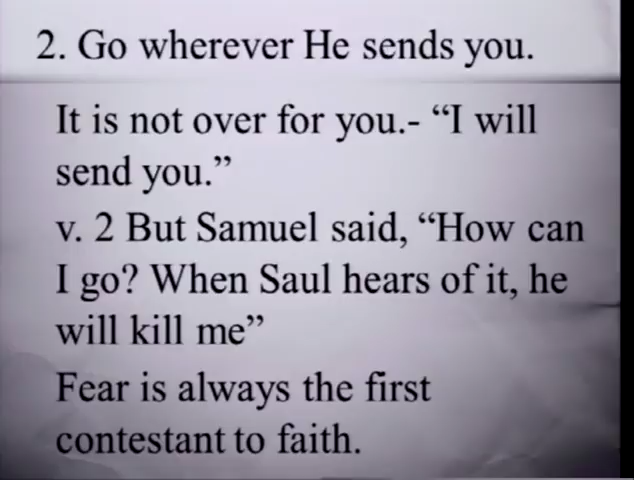 2. Go wherever He sends you.
It is not over for you.- “I will
send you.”
v. 2 But Samuel said, “How can
I go? When Saul hears of it, he
will kill me”
Fear is always the first
contestant to faith.